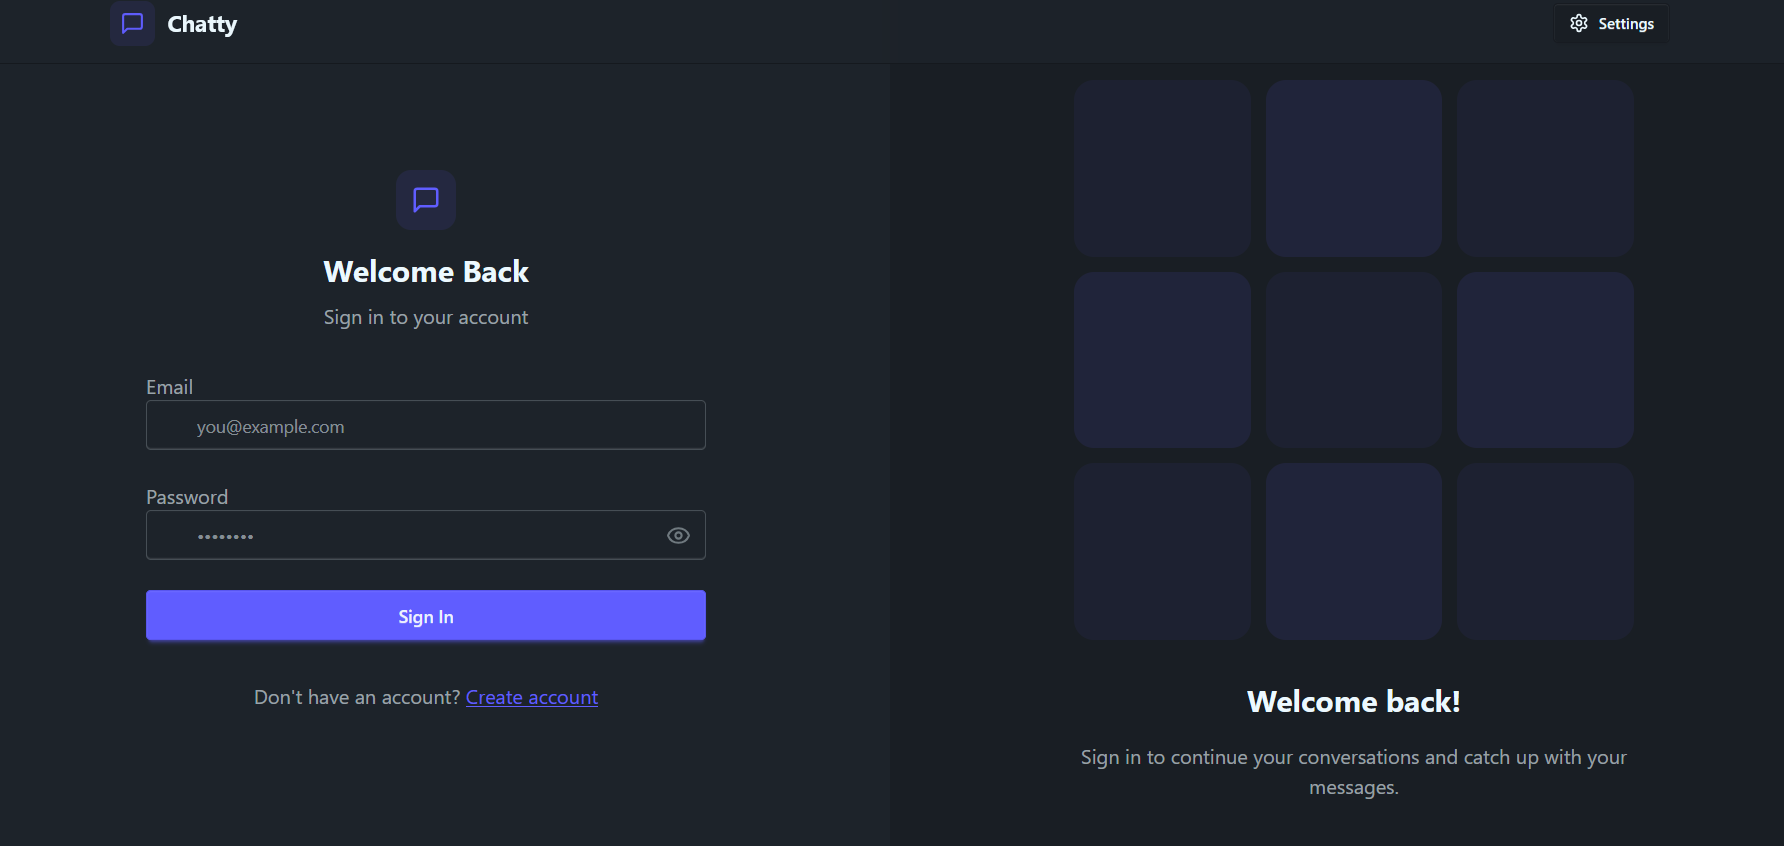 Chatty
Settings
Welcome Back
Sign in to your account
Email
you@example.com
Password
••••••••
Sign In
Don't have an account? Create account
Welcome back!
Sign in to continue your conversations and catch up with your
messages.